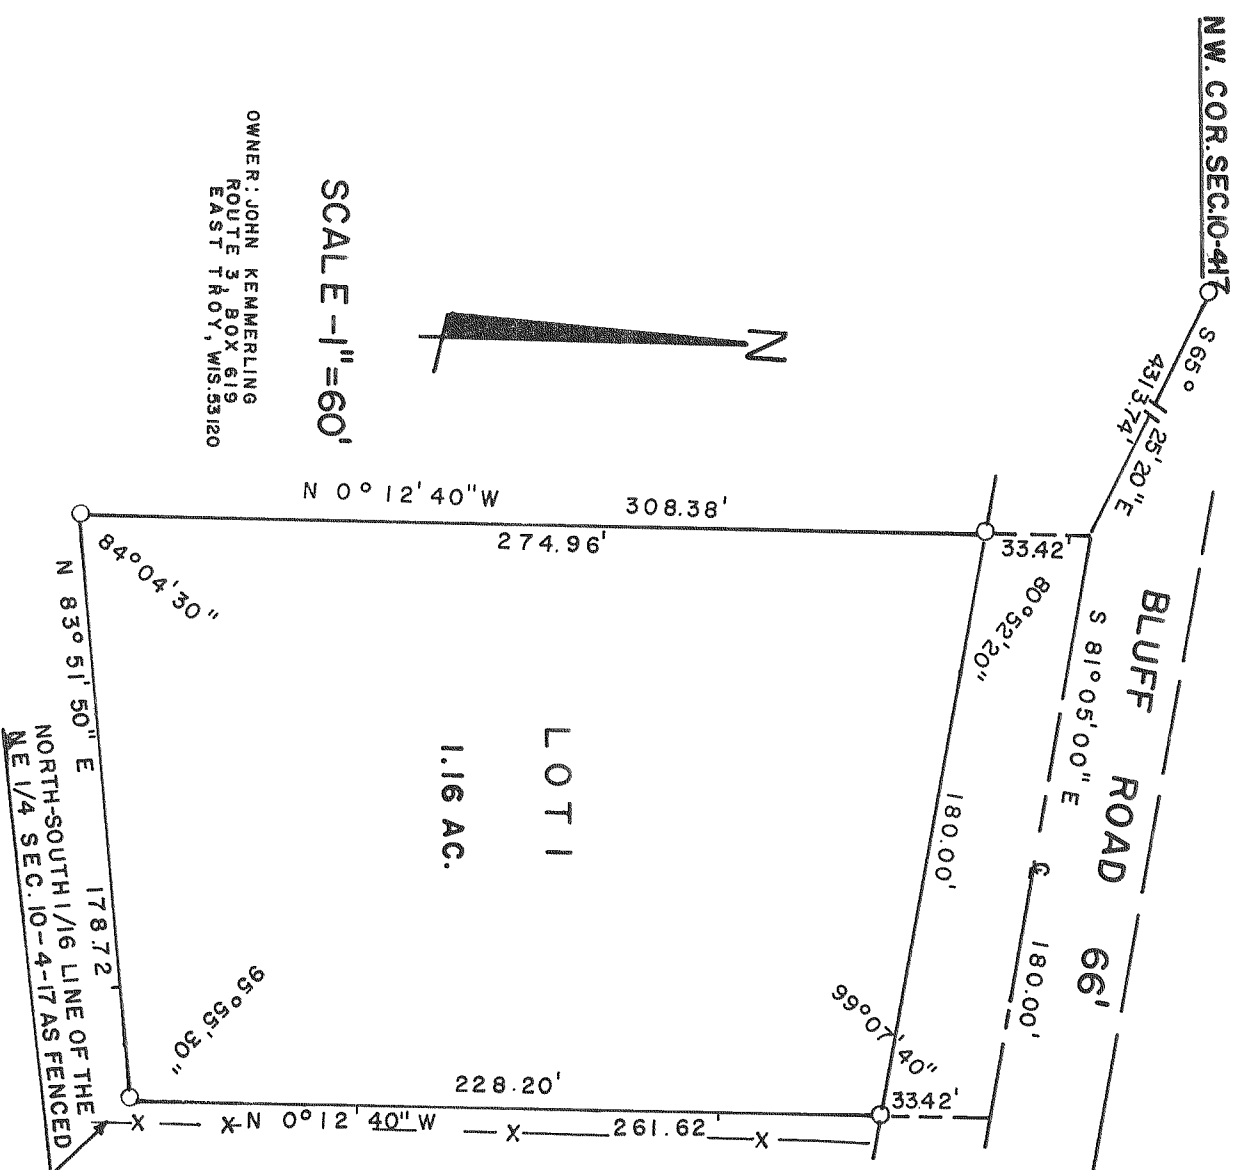 NW. COR. SEC.10-4-17
S 65° 25' 20" E
4313.74'
BLUFF ROAD 66'
S 81° 05' 00" E
℄ 180.00'
33.42'
33.42'
180.00'
80°52'20"
99°07'40"
N 0° 12' 40" W 308.38'
274.96'
LOT 1
1.16 AC.
228.20'
N 0° 12' 40" W 261.62'
X X X X
84°04'30"
95°55'30"
N 83° 51' 50" E 178.72'
NORTH-SOUTH 1/16 LINE OF THE
NE 1/4 SEC. 10-4-17 AS FENCED
N
SCALE-1"=60'
OWNER: JOHN KEMMERLING
ROUTE 3, BOX 619
EAST TROY, WIS. 53120